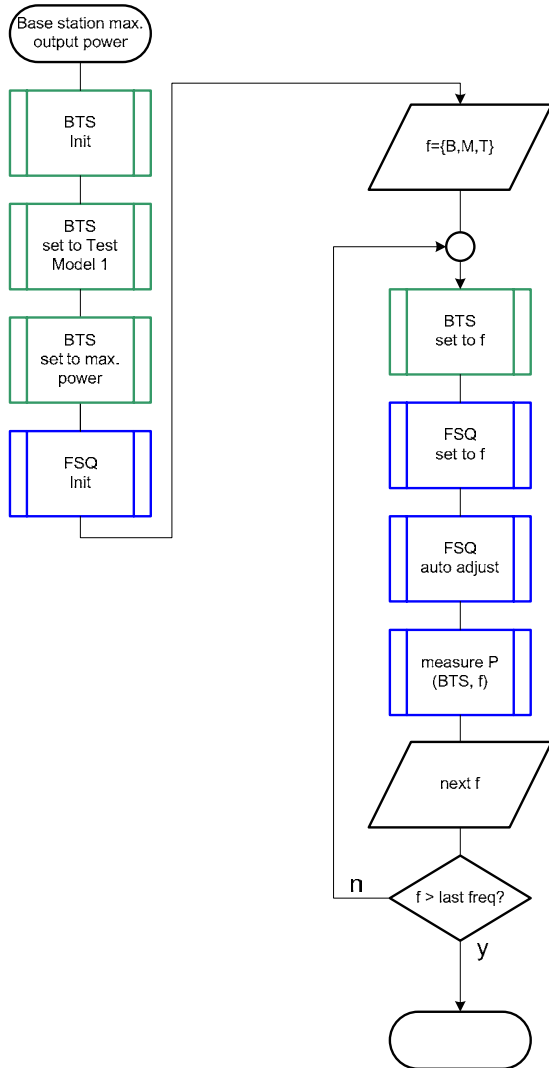 Base station max.
output power
BTS
Init
BTS
set to Test
Model 1
BTS
set to max.
power
FSQ
Init
f={B,M,T}
BTS
set to f
FSQ
set to f
FSQ
auto adjust
measure P
(BTS, f)
next f
f > last freq?
n
y